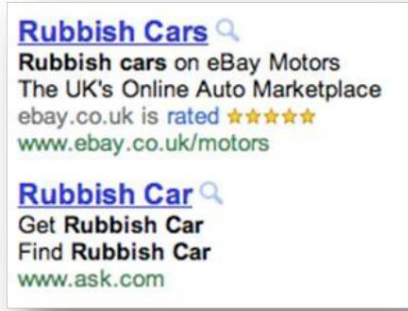 Rubbish Cars
Rubbish cars on eBay Motors
The UK's Online Auto Marketplace
ebay.co.uk is rated ★★★★★
www.ebay.co.uk/motors
Rubbish Car
Get Rubbish Car
Find Rubbish Car
www.ask.com